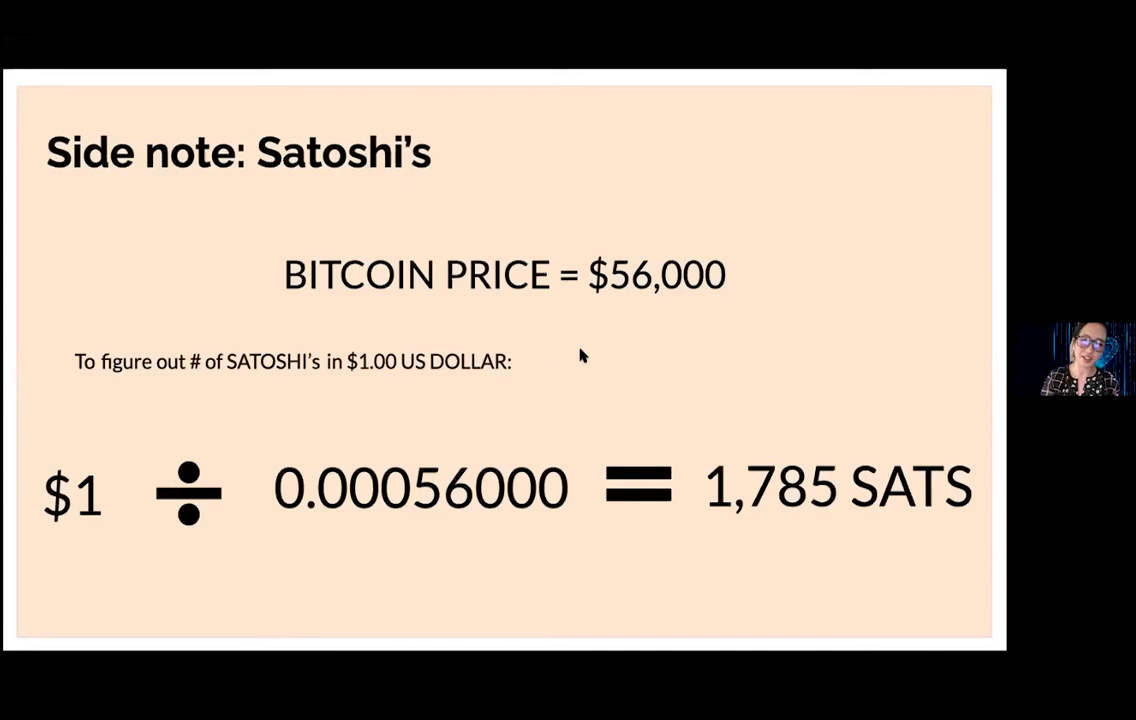 Side note: Satoshi's
BITCOIN PRICE = $56,000
To figure out # of SATOSHI's in $1.00 US DOLLAR:
$1 ÷ 0.00056000 = 1,785 SATS